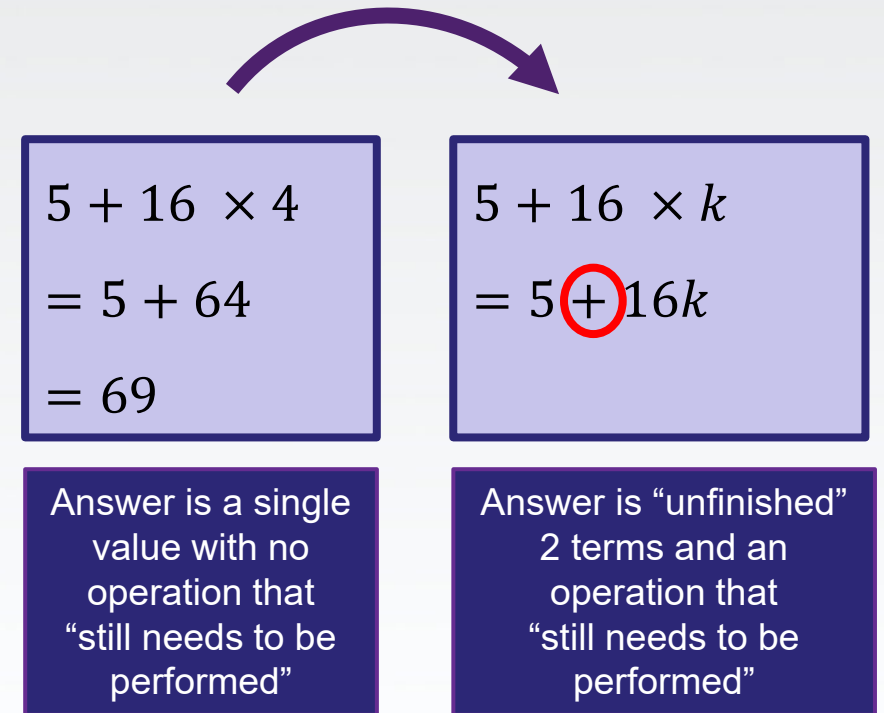 5 + 16 × 4
= 5 + 64
= 69
5 + 16 × k
= 5 + 16k
Answer is a single
value with no
operation that
“still needs to be
performed”
Answer is “unfinished”
2 terms and an
operation that
“still needs to be
performed”